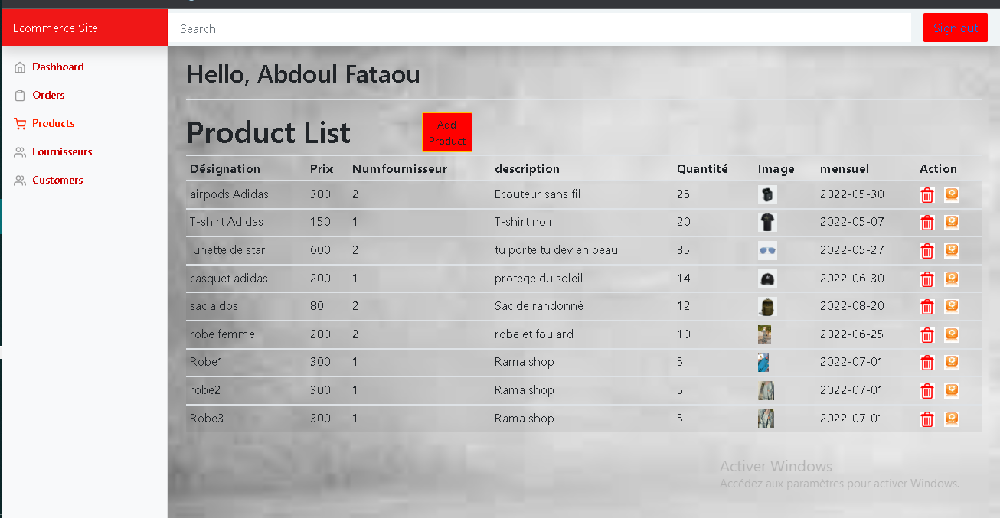 Ecommerce Site
Search
Sign out
Dashboard
Orders
Products
Fournisseurs
Customers
Hello, Abdoul Fataou
Product List
Add
Product
Désignation Prix Numfournisseur description Quantité Image mensuel Action
airpods Adidas 300 2 Ecouteur sans fil 25 2022-05-30
T-shirt Adidas 150 1 T-shirt noir 20 2022-05-07
lunette de star 600 2 tu porte tu devien beau 35 2022-05-27
casquet adidas 200 1 protege du soleil 14 2022-06-30
sac a dos 80 2 Sac de randonné 12 2022-08-20
robe femme 200 2 robe et foulard 10 2022-06-25
Robe1 300 1 Rama shop 5 2022-07-01
robe2 300 1 Rama shop 5 2022-07-01
Robe3 300 1 Rama shop 5 2022-07-01
Activer Windows
Accédez aux paramètres pour activer Windows.